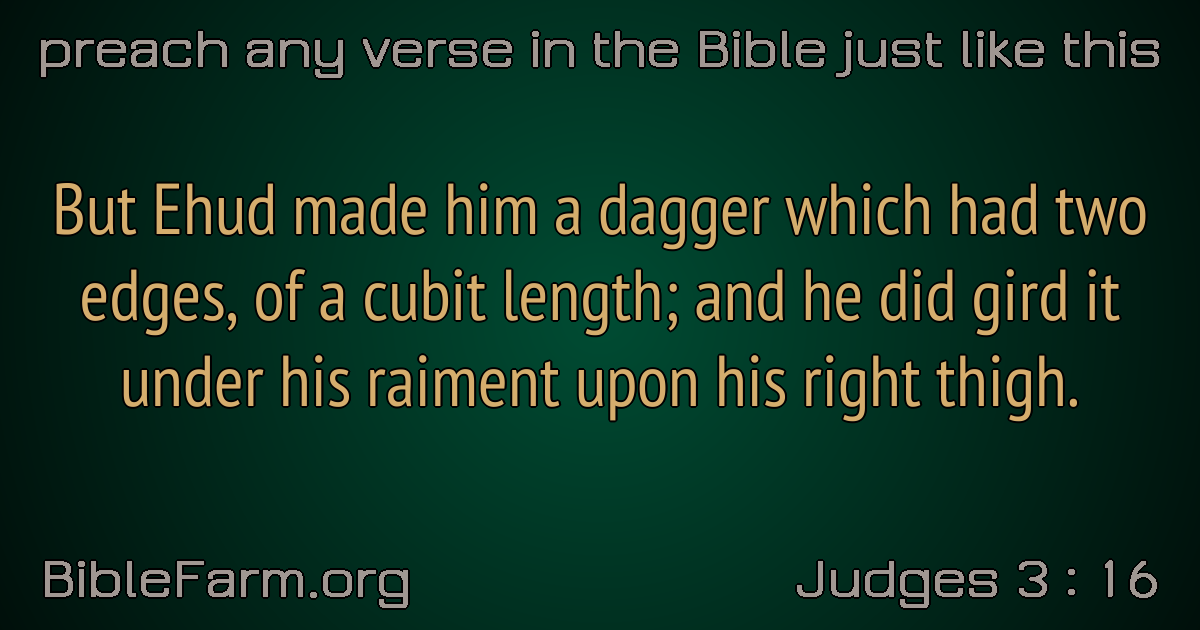 preach any verse in the Bible just like this
But Ehud made him a dagger which had two
edges, of a cubit length; and he did gird it
under his raiment upon his right thigh.
BibleFarm.org
Judges 3 : 16